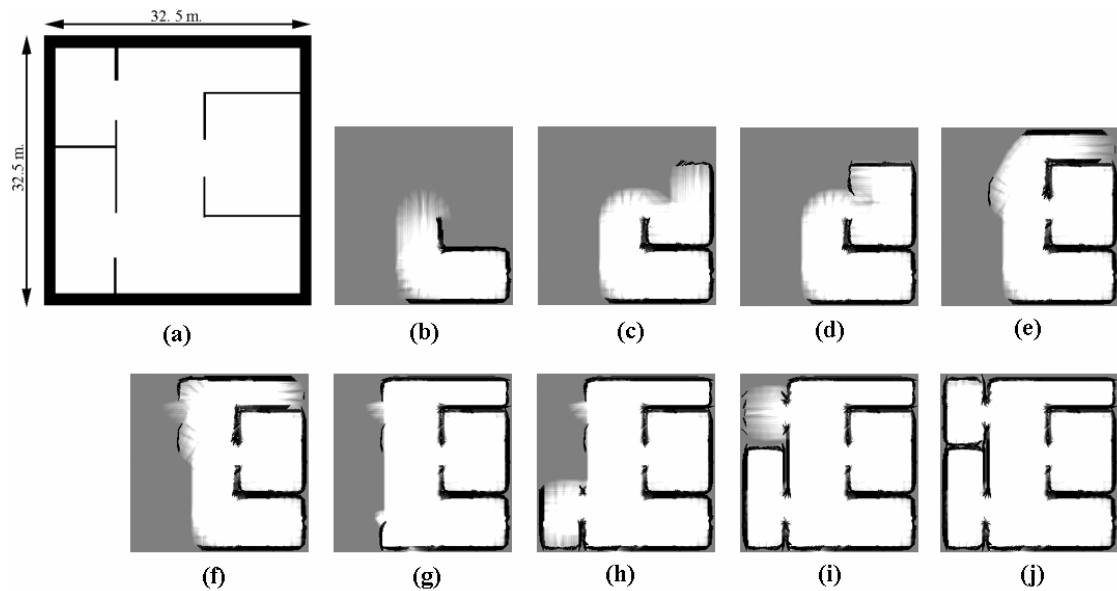 32. 5 m.
32.5 m.
(a)
(b)
(c)
(d)
(e)
(f)
(g)
(h)
(i)
(j)